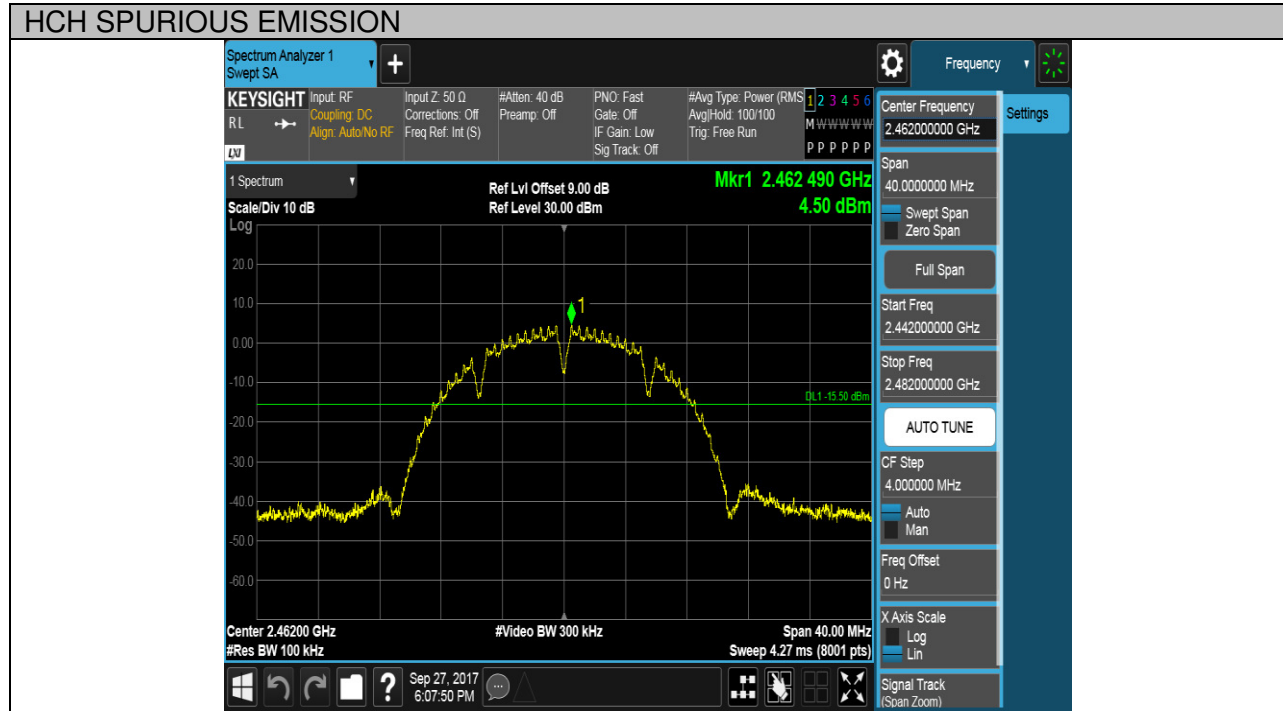 HCH SPURIOUS EMISSION
Spectrum Analyzer 1
Swept SA
+
Frequency
KEYSIGHT
RL
LXI
Input: RF
Coupling: DC
Align: Auto/No RF
Input Z: 50 Ω
Corrections: Off
Freq Ref: Int (S)
#Atten: 40 dB
Preamp: Off
PNO: Fast
Gate: Off
IF Gain: Low
Sig Track: Off
#Avg Type: Power (RMS
Avg|Hold: 100/100
Trig: Free Run
1 2 3 4 5 6
M W W W W W
P P P P P P
1 Spectrum
Scale/Div 10 dB
Log
Ref Lvl Offset 9.00 dB
Ref Level 30.00 dBm
Mkr1 2.462 490 GHz
4.50 dBm
20.0
10.0
0.00
-10.0
-20.0
-30.0
-40.0
-50.0
-60.0
1
DL1 -15.50 dBm
Center 2.46200 GHz
#Res BW 100 kHz
#Video BW 300 kHz
Span 40.00 MHz
Sweep 4.27 ms (8001 pts)
Sep 27, 2017
6:07:50 PM
?
Center Frequency
2.462000000 GHz
Settings
Span
40.0000000 MHz
Swept Span
Zero Span
Full Span
Start Freq
2.442000000 GHz
Stop Freq
2.482000000 GHz
AUTO TUNE
CF Step
4.000000 MHz
Auto
Man
Freq Offset
0 Hz
X Axis Scale
Log
Lin
Signal Track
(Span Zoom)